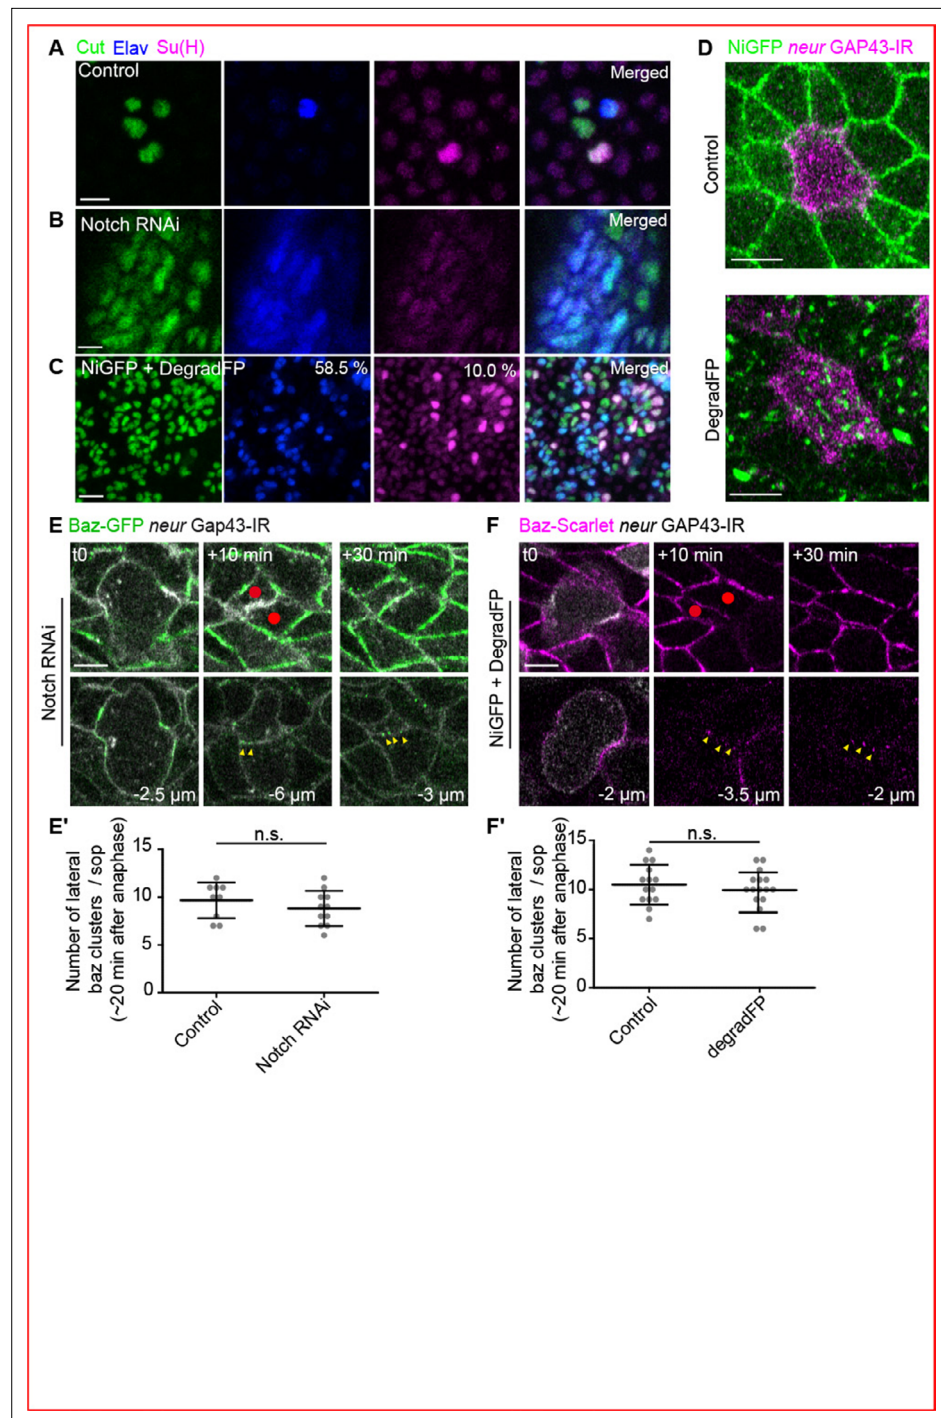 A Cut Elav Su(H)
Control
Merged
B
Notch RNAi
Merged
C
NiGFP + DegradFP
58.5 %
10.0 %
Merged
D NiGFP neur GAP43-IR
Control
DegradFP
E Baz-GFP neur Gap43-IR
t0
+10 min
+30 min
Notch RNAi
-2.5 µm
-6 µm
-3 µm
F Baz-Scarlet neur GAP43-IR
t0
+10 min
+30 min
NiGFP + DegradFP
-2 µm
-3.5 µm
-2 µm
E'
n.s.
Number of lateral
baz clusters / sop
(~20 min after anaphase)
15
10
5
0
Control
Notch RNAi
F'
n.s.
Number of lateral
baz clusters / sop
(~20 min after anaphase)
15
10
5
0
Control
degradFP